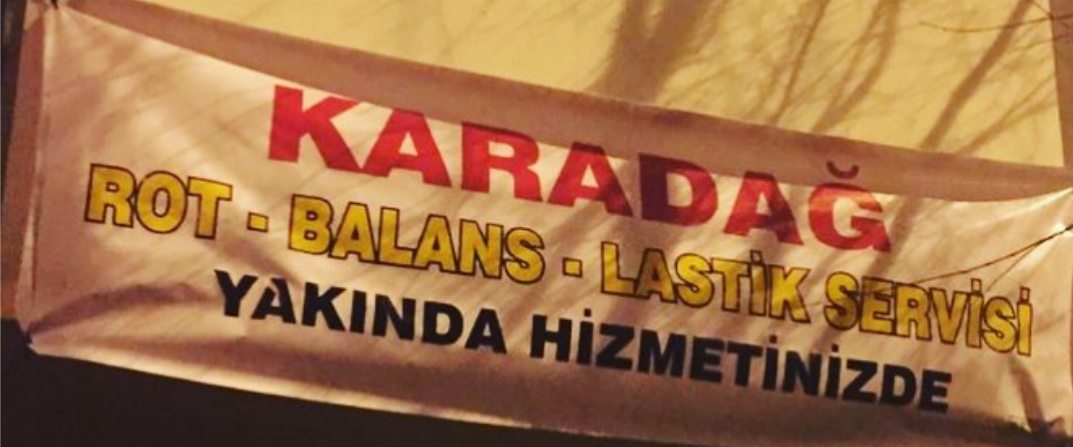 KARADAĞ
ROT - BALANS - LASTİK SERVİSİ
YAKINDA HİZMETİNİZDE